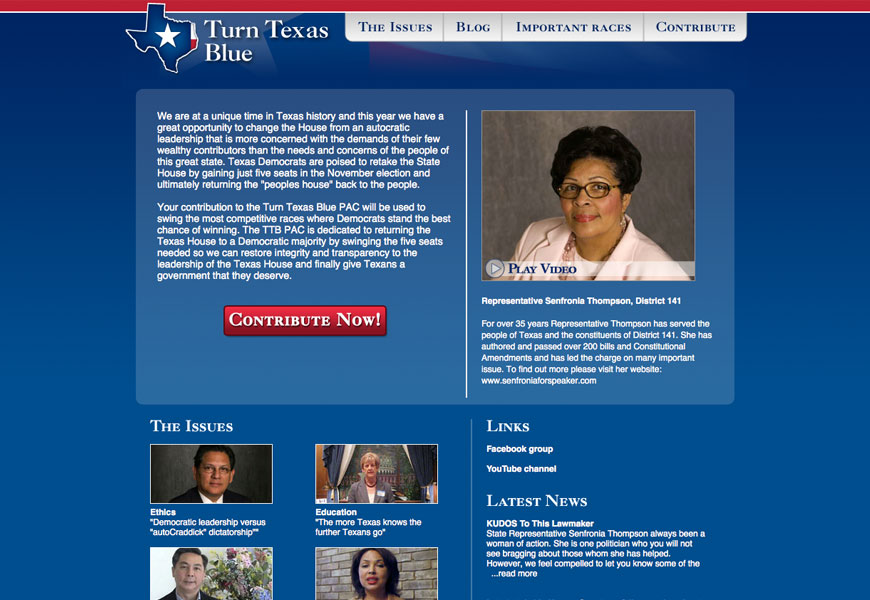 Turn Texas
Blue
The Issues
Blog
Important races
Contribute
We are at a unique time in Texas history and this year we have a
great opportunity to change the House from an autocratic
leadership that is more concerned with the demands of their few
wealthy contributors than the needs and concerns of the people of
this great state. Texas Democrats are poised to retake the State
House by gaining just five seats in the November election and
ultimately returning the "peoples house" back to the people.
Your contribution to the Turn Texas Blue PAC will be used to
swing the most competitive races where Democrats stand the best
chance of winning. The TTB PAC is dedicated to returning the
Texas House to a Democratic majority by swinging the five seats
needed so we can restore integrity and transparency to the
leadership of the Texas House and finally give Texans a
government that they deserve.
Contribute Now!
Play Video
Representative Senfronia Thompson, District 141
For over 35 years Representative Thompson has served the
people of Texas and the constituents of District 141. She has
authored and passed over 200 bills and Constitutional
Amendments and has led the charge on many important
issue. To find out more please visit her website:
www.senfroniaforspeaker.com
The Issues
Ethics
"Democratic leadership versus
"autoCraddick" dictatorship""
Education
"The more Texas knows the
further Texans go"
Links
Facebook group
YouTube channel
Latest News
KUDOS To This Lawmaker
State Representative Senfronia Thompson always been a
woman of action. She is one politician who you will not
see bragging about those whom she has helped.
However, we feel compelled to let you know some of the
...read more